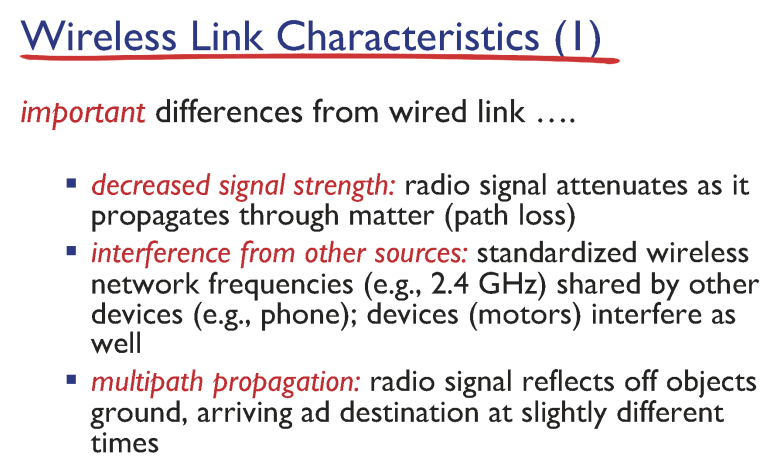 Wireless Link Characteristics (1)
important differences from wired link ….
▪ decreased signal strength: radio signal attenuates as it
propagates through matter (path loss)
▪ interference from other sources: standardized wireless
network frequencies (e.g., 2.4 GHz) shared by other
devices (e.g., phone); devices (motors) interfere as
well
▪ multipath propagation: radio signal reflects off objects
ground, arriving ad destination at slightly different
times